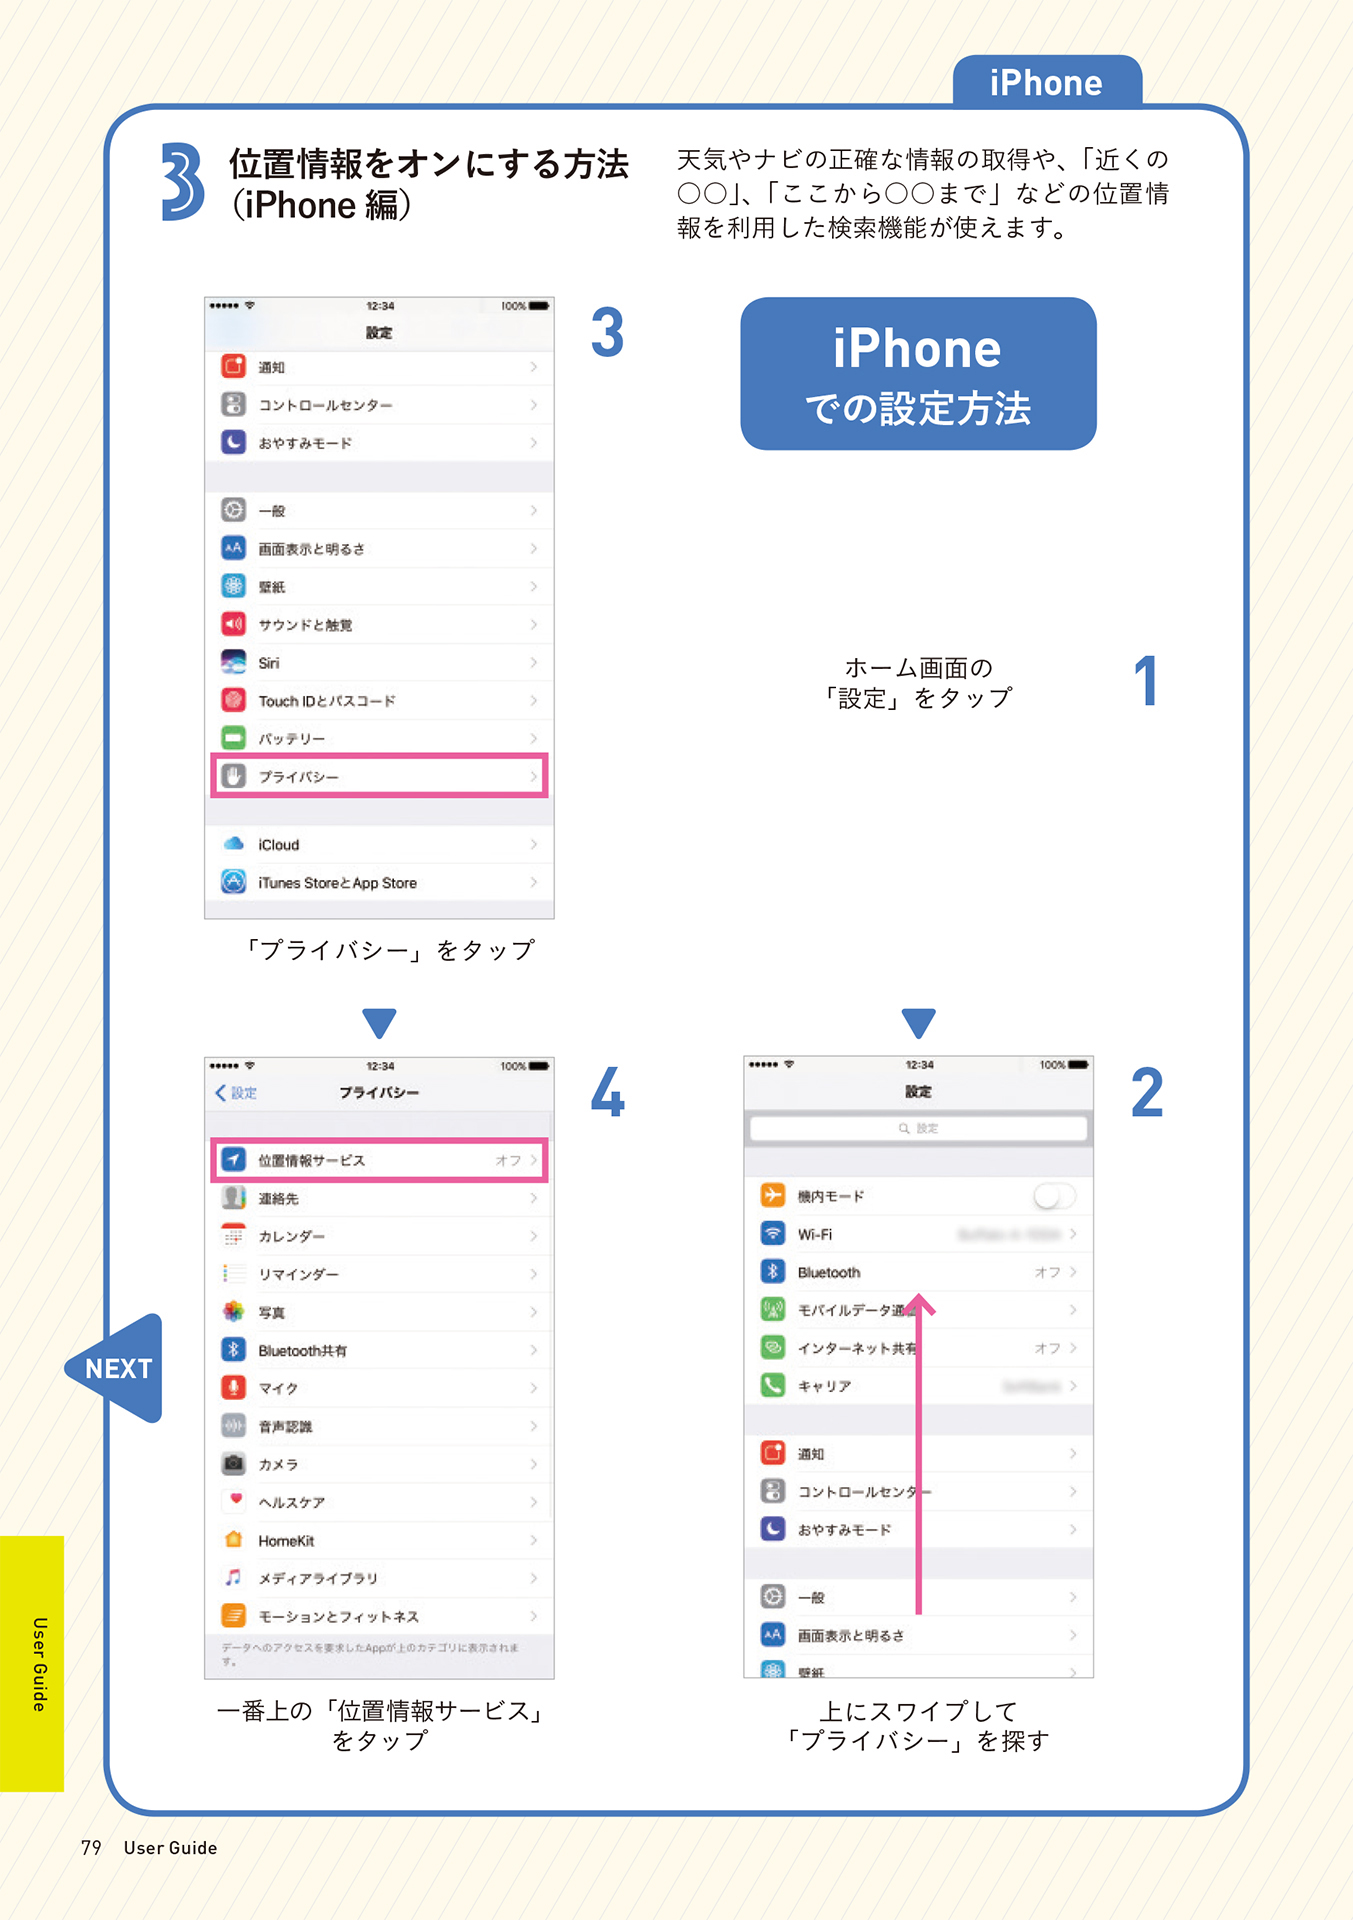 iPhone
3 位置情報をオンにする方法
（iPhone 編）
天気やナビの正確な情報の取得や、「近くの
○○」、「ここから○○まで」などの位置情
報を利用した検索機能が使えます。
iPhone
での設定方法
1
ホーム画面の
「設定」をタップ
2
12:34
100%
設定
設定
機内モード
Wi-Fi
Bluetooth オフ
モバイルデータ通
インターネット共有 オフ
キャリア
通知
コントロールセンター
おやすみモード
一般
画面表示と明るさ
壁紙
上にスワイプして
「プライバシー」を探す
3
12:34
100%
設定
通知
コントロールセンター
おやすみモード
一般
画面表示と明るさ
壁紙
サウンドと触覚
Siri
Touch IDとパスコード
バッテリー
プライバシー
iCloud
iTunes StoreとApp Store
「プライバシー」をタップ
4
12:34
100%
設定
プライバシー
位置情報サービス オフ
連絡先
カレンダー
リマインダー
写真
Bluetooth共有
マイク
音声認識
カメラ
ヘルスケア
HomeKit
メディアライブラリ
モーションとフィットネス
データへのアクセスを要求したAppが上のカテゴリに表示されま
す。
一番上の「位置情報サービス」
をタップ
NEXT
User Guide
79 User Guide